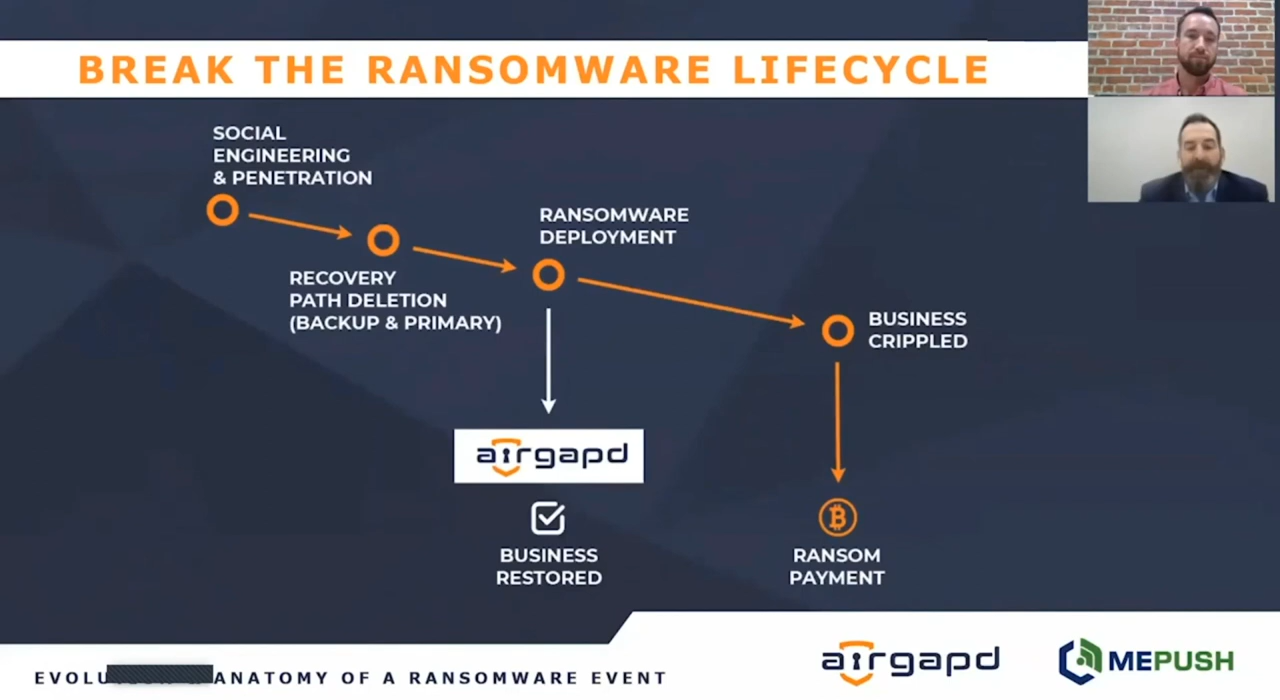 BREAK THE RANSOMWARE LIFECYCLE
SOCIAL
ENGINEERING
& PENETRATION
RECOVERY
PATH DELETION
(BACKUP & PRIMARY)
RANSOMWARE
DEPLOYMENT
BUSINESS
CRIPPLED
airgapd
BUSINESS
RESTORED
RANSOM
PAYMENT
ANATOMY OF A RANSOMWARE EVENT
airgapd
MEPUSH